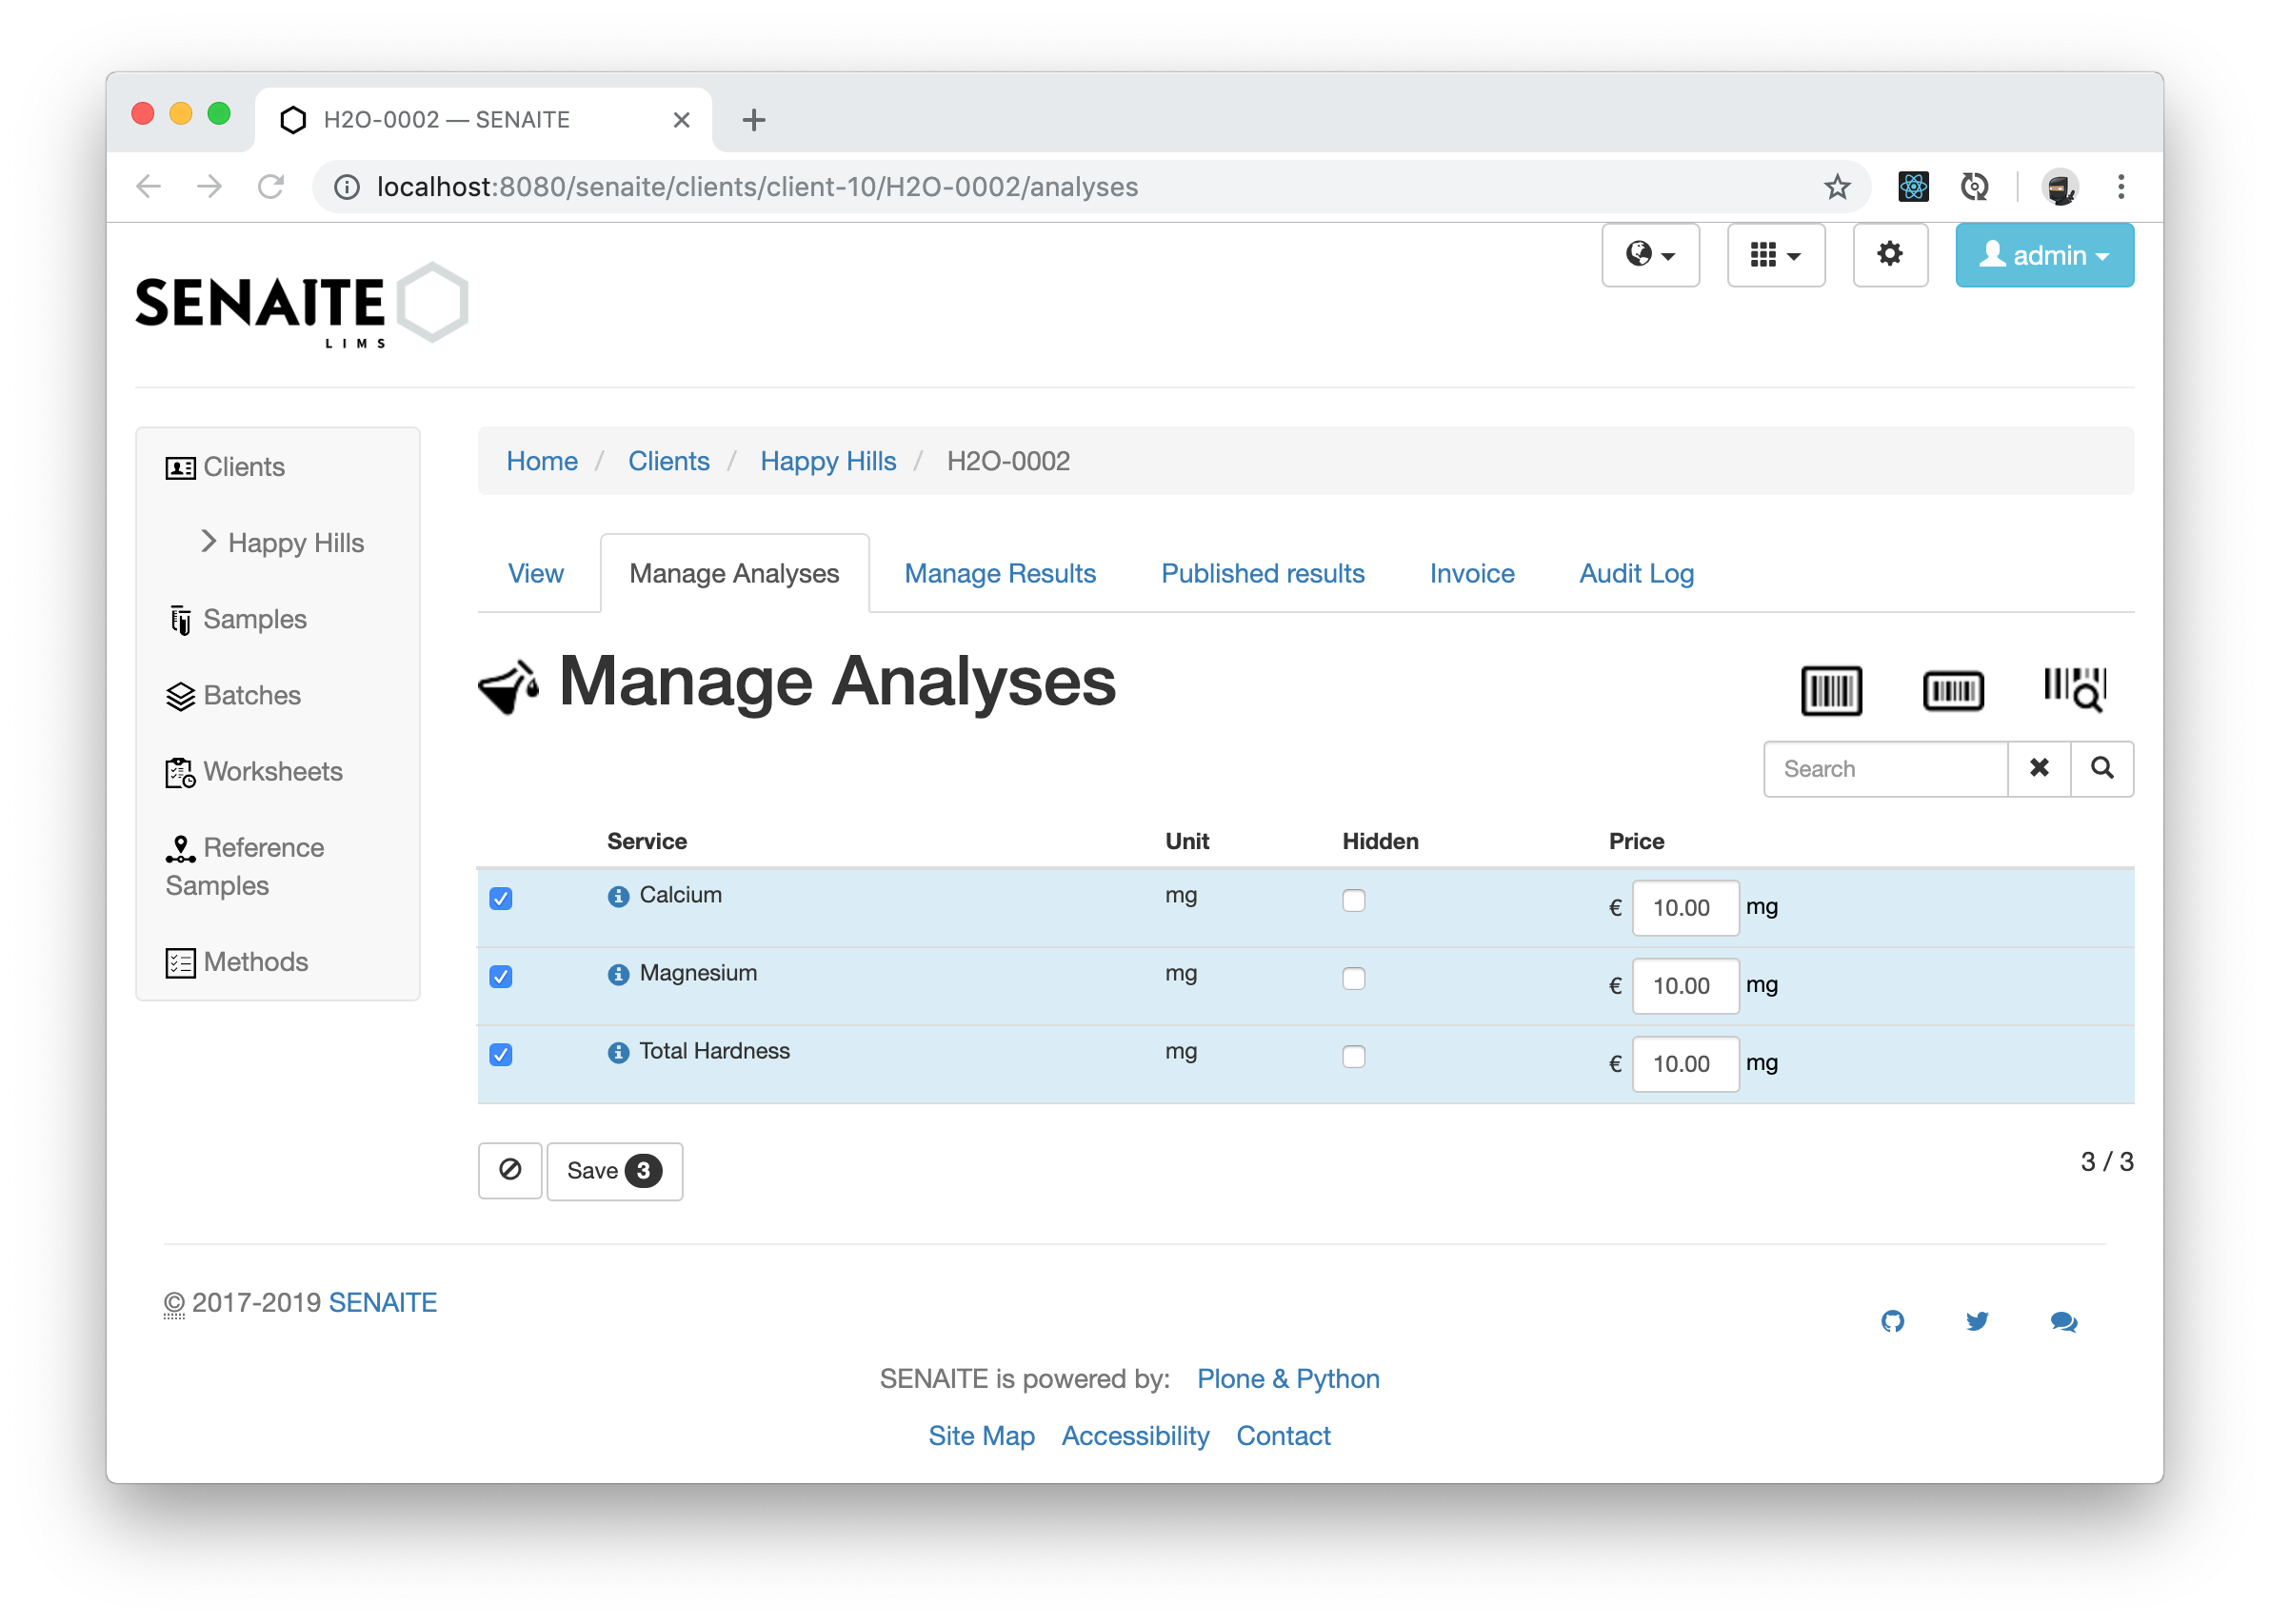 H2O-0002 — SENAITE
localhost:8080/senaite/clients/client-10/H2O-0002/analyses
SENAITE
LIMS
admin
Clients
Happy Hills
Samples
Batches
Worksheets
Reference
Samples
Methods
Home / Clients / Happy Hills / H2O-0002
View Manage Analyses Manage Results Published results Invoice Audit Log
Manage Analyses
Search
Service Unit Hidden Price
Calcium mg € 10.00 mg
Magnesium mg € 10.00 mg
Total Hardness mg € 10.00 mg
Save 3
3 / 3
© 2017-2019 SENAITE
SENAITE is powered by: Plone & Python
Site Map Accessibility Contact